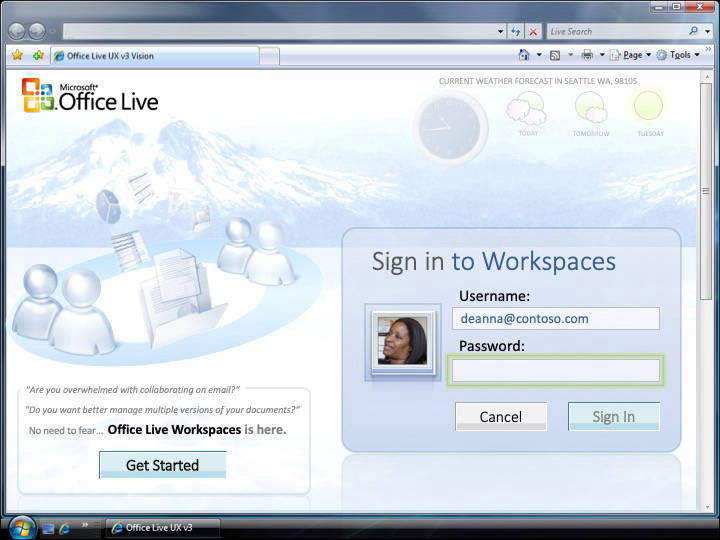 Live Search
Office Live UX v3 Vision
Page
Tools
CURRENT WEATHER FORECAST IN SEATTLE WA, 98105
Microsoft®
Office Live
TODAY
TOMORROW
TUESDAY
Sign in to Workspaces
Username:
deanna@contoso.com
Password:
Cancel
Sign In
"Are you overwhelmed with collaborating on email?"
"Do you want better manage multiple versions of your documents?"
No need to fear... Office Live Workspaces is here.
Get Started
Office Live UX v3